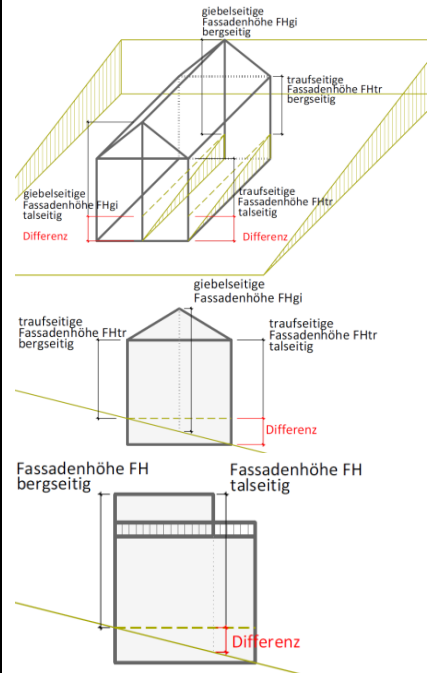 giebelseitige
Fassadenhöhe FHgi
bergseitig
traufseitige
Fassadenhöhe FHtr
bergseitig
giebelseitige
Fassadenhöhe FHgi
talseitig
traufseitige
Fassadenhöhe FHtr
talseitig
Differenz
Differenz
giebelseitige
Fassadenhöhe FHgi
traufseitige
Fassadenhöhe FHtr
bergseitig
traufseitige
Fassadenhöhe FHtr
talseitig
Differenz
Fassadenhöhe FH
bergseitig
Fassadenhöhe FH
talseitig
Differenz